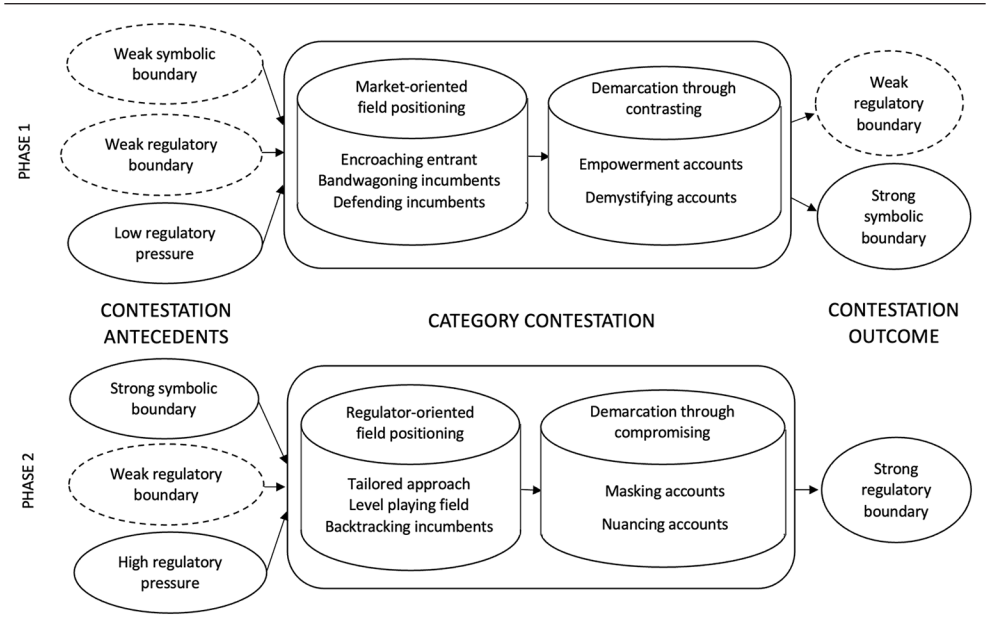 PHASE 1
Weak symbolic
boundary
Weak regulatory
boundary
Low regulatory
pressure
Market-oriented
field positioning
Encroaching entrant
Bandwagoning incumbents
Defending incumbents
Demarcation through
contrasting
Empowerment accounts
Demystifying accounts
Weak
regulatory
boundary
Strong
symbolic
boundary
CONTESTATION
ANTECEDENTS
CATEGORY CONTESTATION
CONTESTATION
OUTCOME
PHASE 2
Strong symbolic
boundary
Weak regulatory
boundary
High regulatory
pressure
Regulator-oriented
field positioning
Tailored approach
Level playing field
Backtracking incumbents
Demarcation through
compromising
Masking accounts
Nuancing accounts
Strong
regulatory
boundary